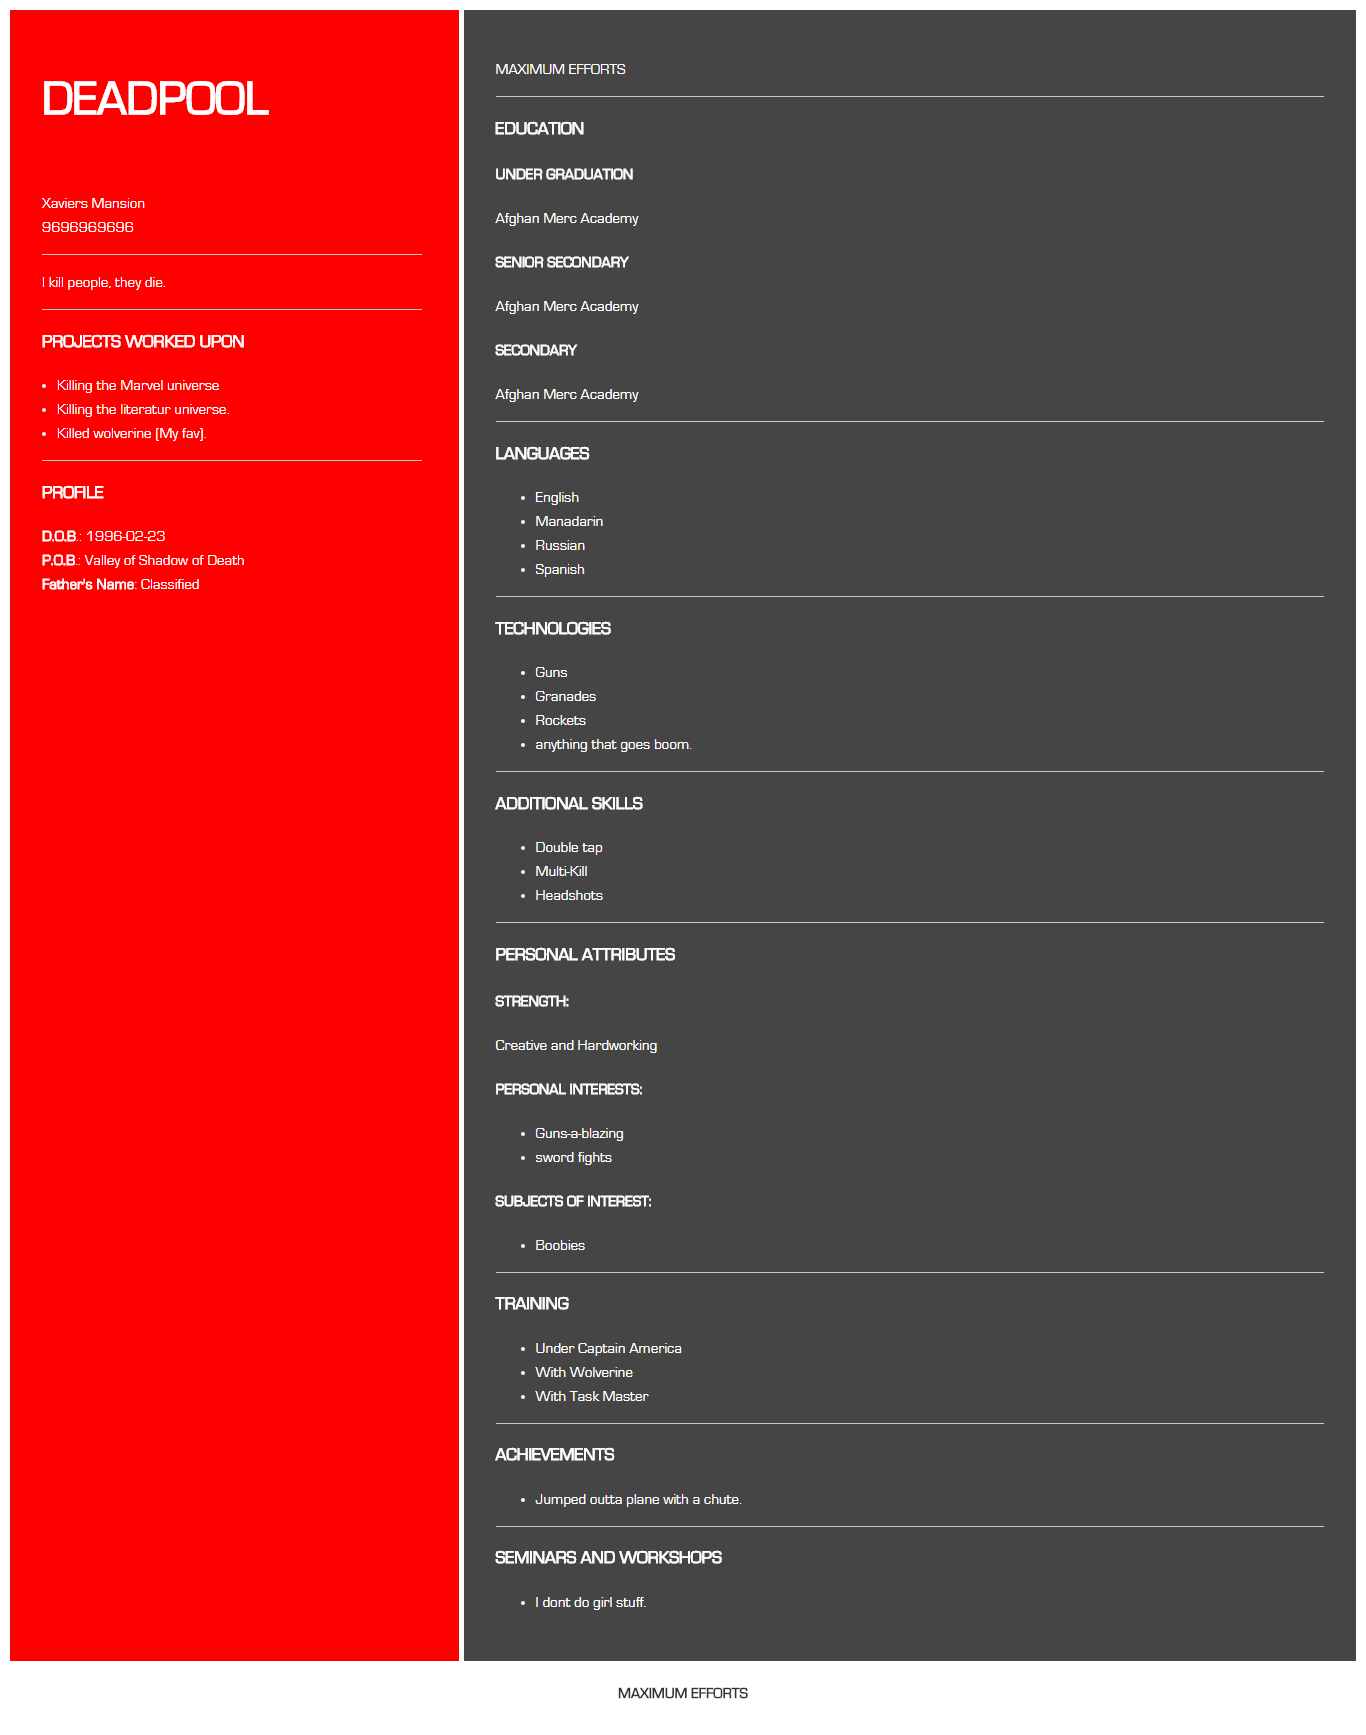 DEADPOOL
Xaviers Mansion
9696969696
I kill people, they die.
PROJECTS WORKED UPON
• Killing the Marvel universe
• Killing the literatur universe.
• Killed wolverine (My fav).
PROFILE
D.O.B.: 1996-02-23
P.O.B.: Valley of Shadow of Death
Father's Name: Classified
MAXIMUM EFFORTS
EDUCATION
UNDER GRADUATION
Afghan Merc Academy
SENIOR SECONDARY
Afghan Merc Academy
SECONDARY
Afghan Merc Academy
LANGUAGES
• English
• Manadarin
• Russian
• Spanish
TECHNOLOGIES
• Guns
• Granades
• Rockets
• anything that goes boom.
ADDITIONAL SKILLS
• Double tap
• Multi-Kill
• Headshots
PERSONAL ATTRIBUTES
STRENGTH:
Creative and Hardworking
PERSONAL INTERESTS:
• Guns-a-blazing
• sword fights
SUBJECTS OF INTEREST:
• Boobies
TRAINING
• Under Captain America
• With Wolverine
• With Task Master
ACHIEVEMENTS
• Jumped outta plane with a chute.
SEMINARS AND WORKSHOPS
• I dont do girl stuff.
MAXIMUM EFFORTS